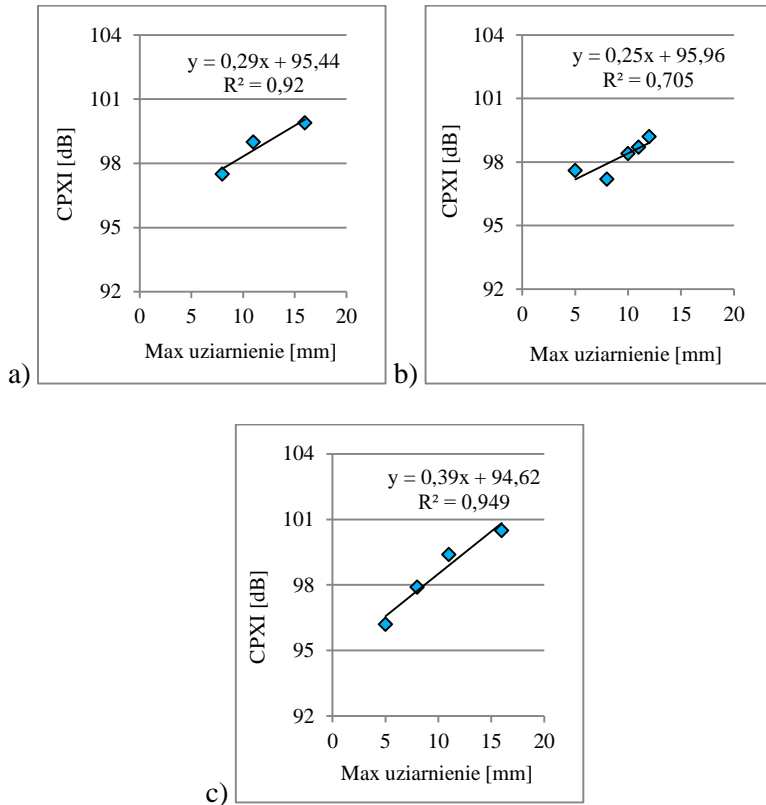 104
101
98
95
92
0 5 10 15 20
CPXI [dB]
Max uziarnienie [mm]
y = 0,29x + 95,44
R² = 0,92
a)
104
101
98
95
92
0 5 10 15 20
CPXI [dB]
Max uziarnienie [mm]
y = 0,25x + 95,96
R² = 0,705
b)
104
101
98
95
92
0 5 10 15 20
CPXI [dB]
Max uziarnienie [mm]
y = 0,39x + 94,62
R² = 0,949
c)